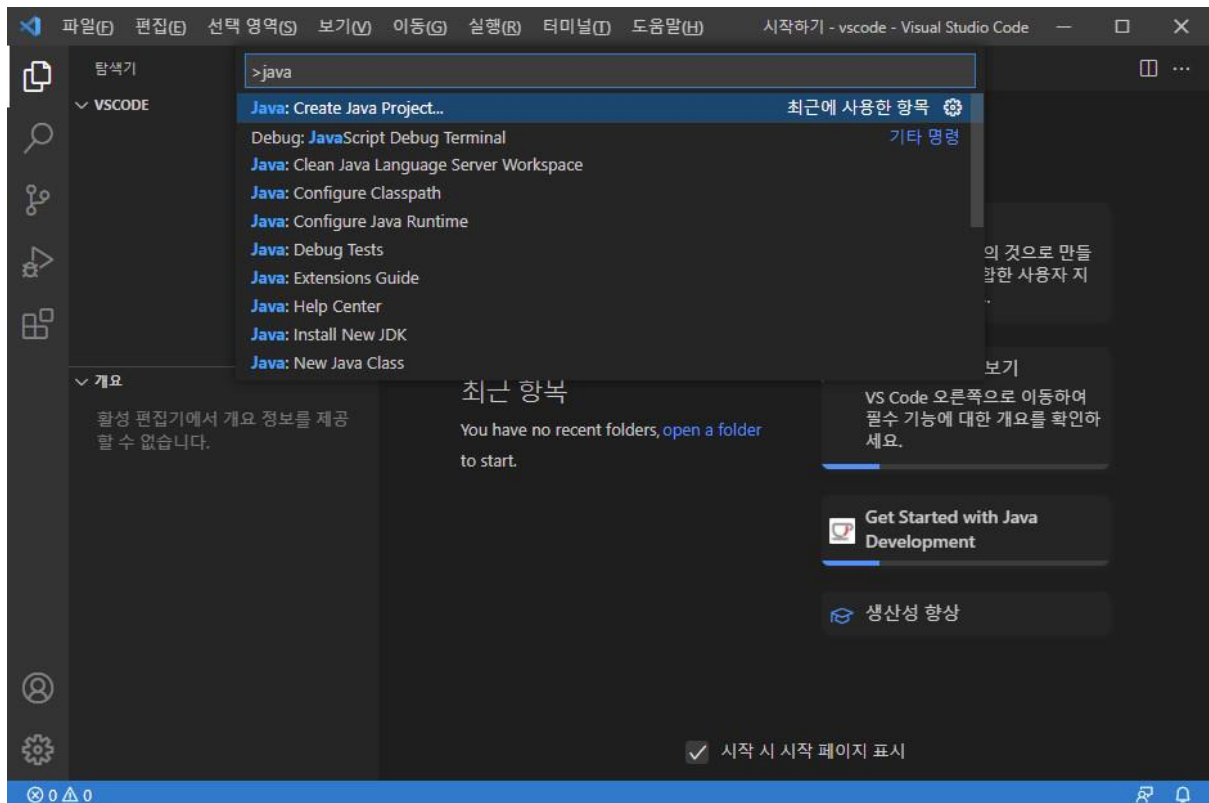 파일(F) 편집(E) 선택 영역(S) 보기(V) 이동(G) 실행(R) 터미널(T) 도움말(H) 시작하기 - vscode - Visual Studio Code
탐색기
VSCODE
>java
Java: Create Java Project... 최근에 사용한 항목
Debug: JavaScript Debug Terminal 기타 명령
Java: Clean Java Language Server Workspace
Java: Configure Classpath
Java: Configure Java Runtime
Java: Debug Tests
Java: Extensions Guide
Java: Help Center
Java: Install New JDK
Java: New Java Class
개요
활성 편집기에서 개요 정보를 제공
할 수 없습니다.
최근 항목
You have no recent folders, open a folder
to start.
의 것으로 만들
합한 사용자 지
보기
VS Code 오른쪽으로 이동하여
필수 기능에 대한 개요를 확인하
세요.
Get Started with Java
Development
생산성 향상
시작 시 시작 페이지 표시
0 0